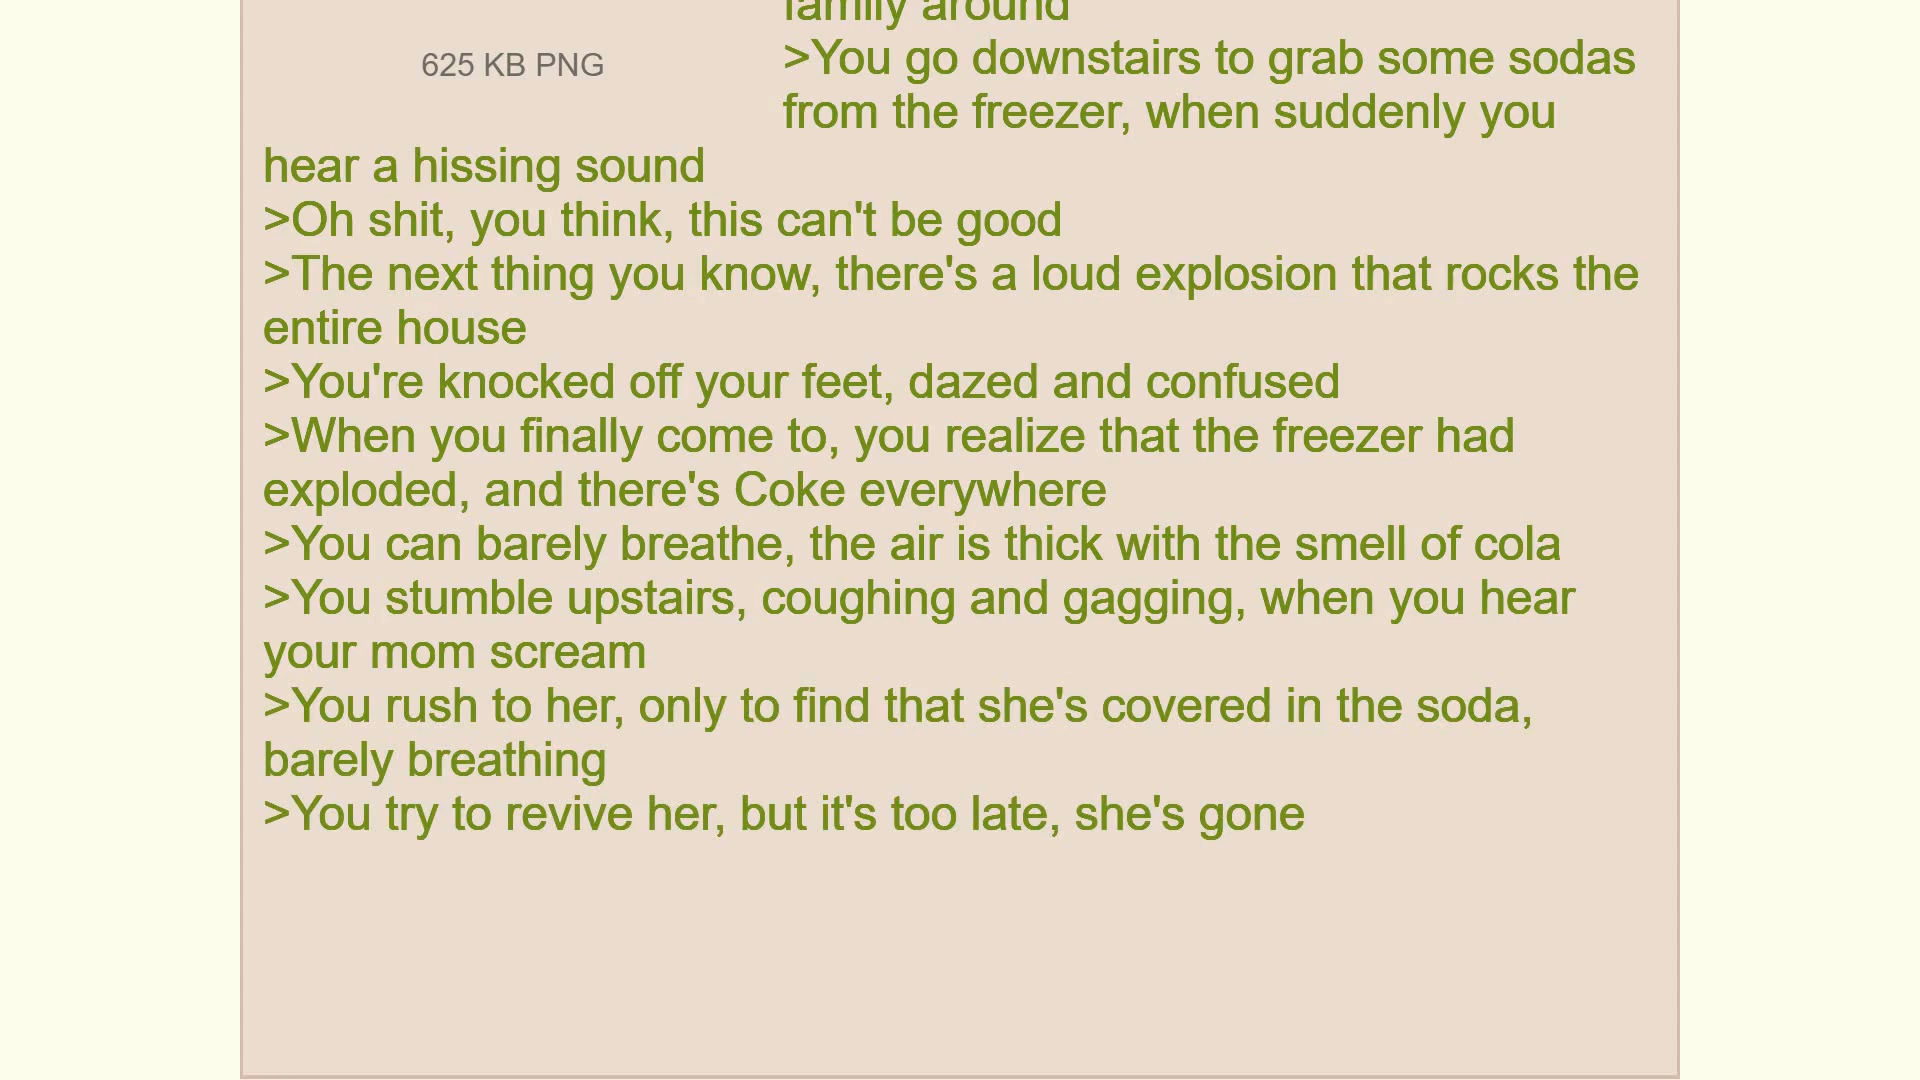 family around
625 KB PNG
>You go downstairs to grab some sodas
from the freezer, when suddenly you
hear a hissing sound
>Oh shit, you think, this can't be good
>The next thing you know, there's a loud explosion that rocks the
entire house
>You're knocked off your feet, dazed and confused
>When you finally come to, you realize that the freezer had
exploded, and there's Coke everywhere
>You can barely breathe, the air is thick with the smell of cola
>You stumble upstairs, coughing and gagging, when you hear
your mom scream
>You rush to her, only to find that she's covered in the soda,
barely breathing
>You try to revive her, but it's too late, she's gone